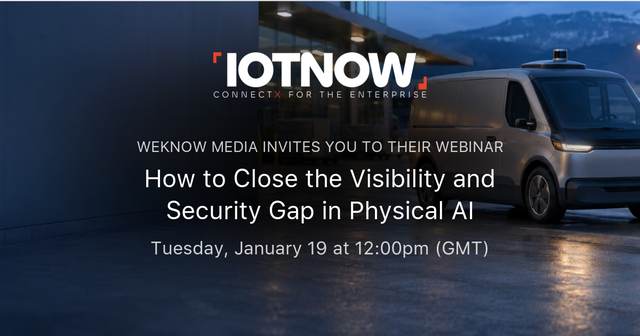 IOTNOW
CONNECTX FOR THE ENTERPRISE
WEKNOW MEDIA INVITES YOU TO THEIR WEBINAR
How to Close the Visibility and
Security Gap in Physical AI
Tuesday, January 19 at 12:00pm (GMT)